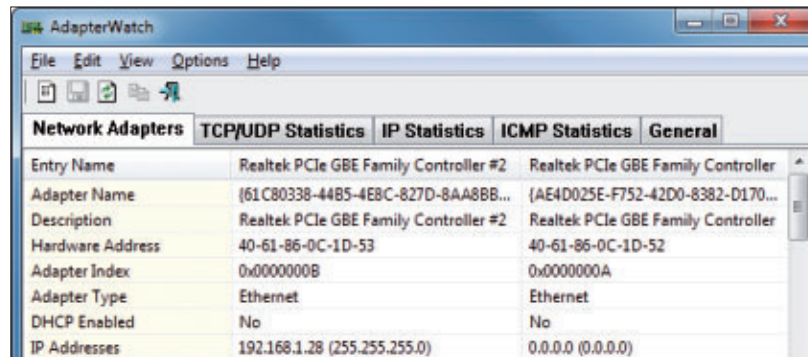 AdapterWatch
File Edit View Options Help
Network Adapters TCP/UDP Statistics IP Statistics ICMP Statistics General
Entry Name Realtek PCIe GBE Family Controller #2 Realtek PCIe GBE Family Controller
Adapter Name {61C80338-44B5-4E8C-827D-8AA8BB... {AE4D025E-F752-42D0-8382-D170...
Description Realtek PCIe GBE Family Controller #2 Realtek PCIe GBE Family Controller
Hardware Address 40-61-86-0C-1D-53 40-61-86-0C-1D-52
Adapter Index 0x0000000B 0x0000000A
Adapter Type Ethernet Ethernet
DHCP Enabled No No
IP Addresses 192.168.1.28 (255.255.255.0) 0.0.0.0 (0.0.0.0)